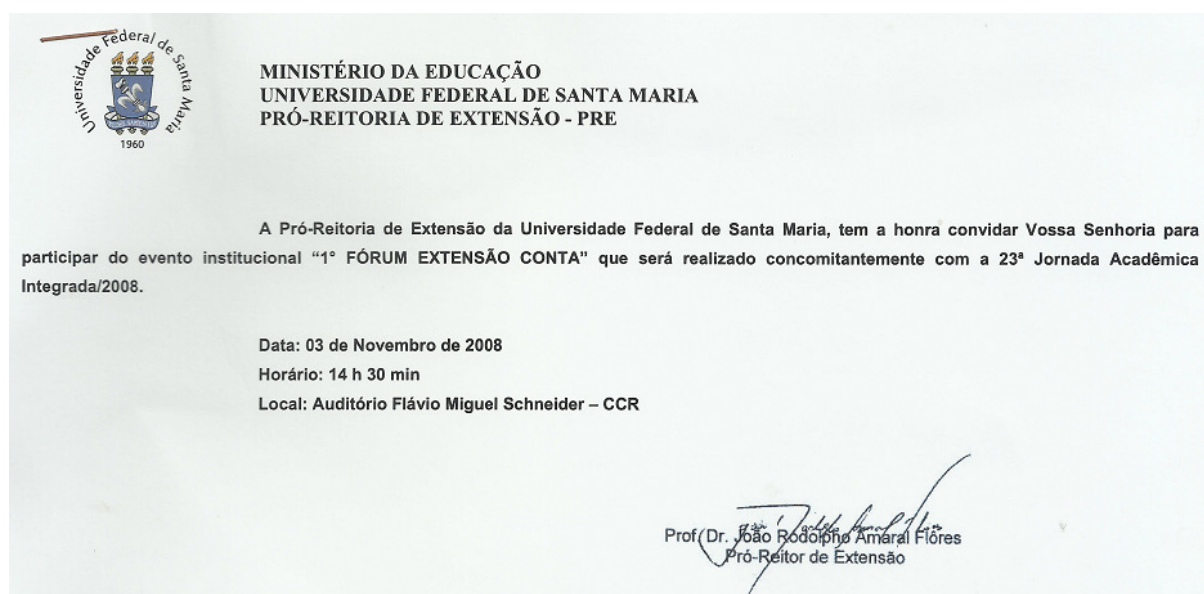 Universidade Federal de Santa Maria
1960
MINISTÉRIO DA EDUCAÇÃO
UNIVERSIDADE FEDERAL DE SANTA MARIA
PRÓ-REITORIA DE EXTENSÃO - PRE
A Pró-Reitoria de Extensão da Universidade Federal de Santa Maria, tem a honra convidar Vossa Senhoria para
participar do evento institucional “1° FÓRUM EXTENSÃO CONTA” que será realizado concomitantemente com a 23ª Jornada Acadêmica
Integrada/2008.
Data: 03 de Novembro de 2008
Horário: 14 h 30 min
Local: Auditório Flávio Miguel Schneider – CCR
Prof. Dr. João Rodolpho Amaral Flôres
Pró-Reitor de Extensão